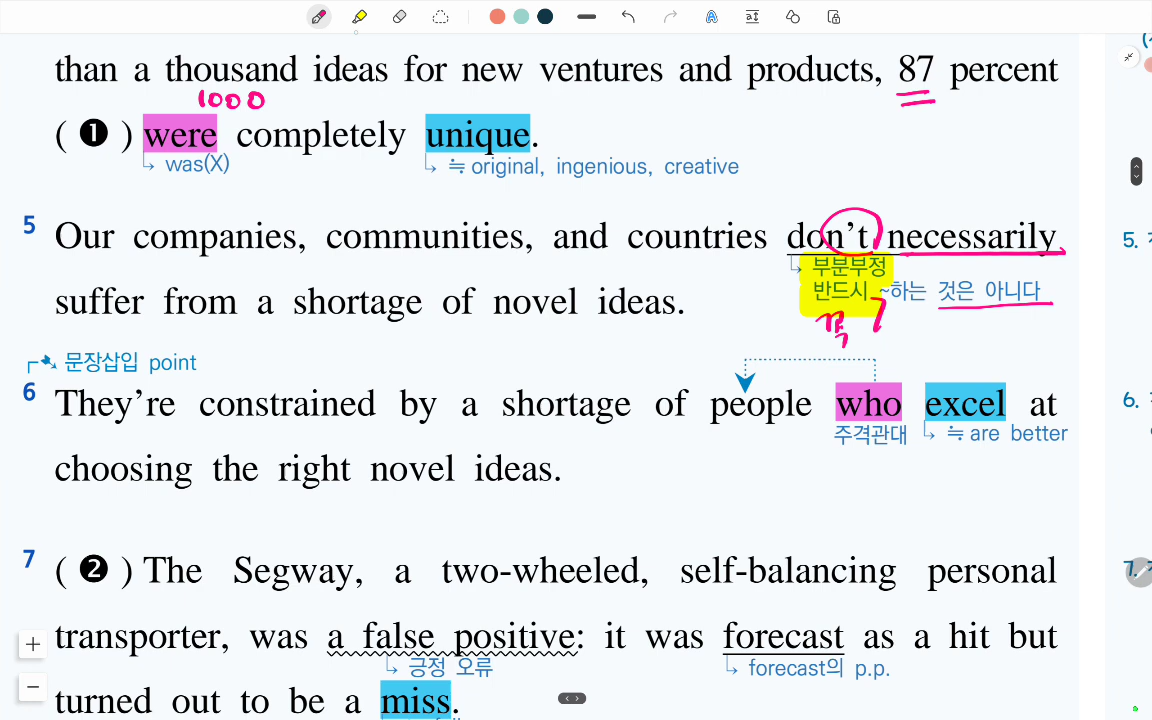 than a thousand ideas for new ventures and products, 87 percent
1000
( ❶ ) were completely unique.
↳ was(X) ↳ ≒ original, ingenious, creative
5 Our companies, communities, and countries don't necessarily
↳ 부분부정
suffer from a shortage of novel ideas. 반드시 ~하는 것은 아니다
꼭
문장삽입 point
6 They're constrained by a shortage of people who excel at
주격관대 ↳ ≒ are better
choosing the right novel ideas.
7 ( ❷ ) The Segway, a two-wheeled, self-balancing personal
transporter, was a false positive: it was forecast as a hit but
↳ 긍정 오류 ↳ forecast의 p.p.
turned out to be a miss.
5.
6.
7.